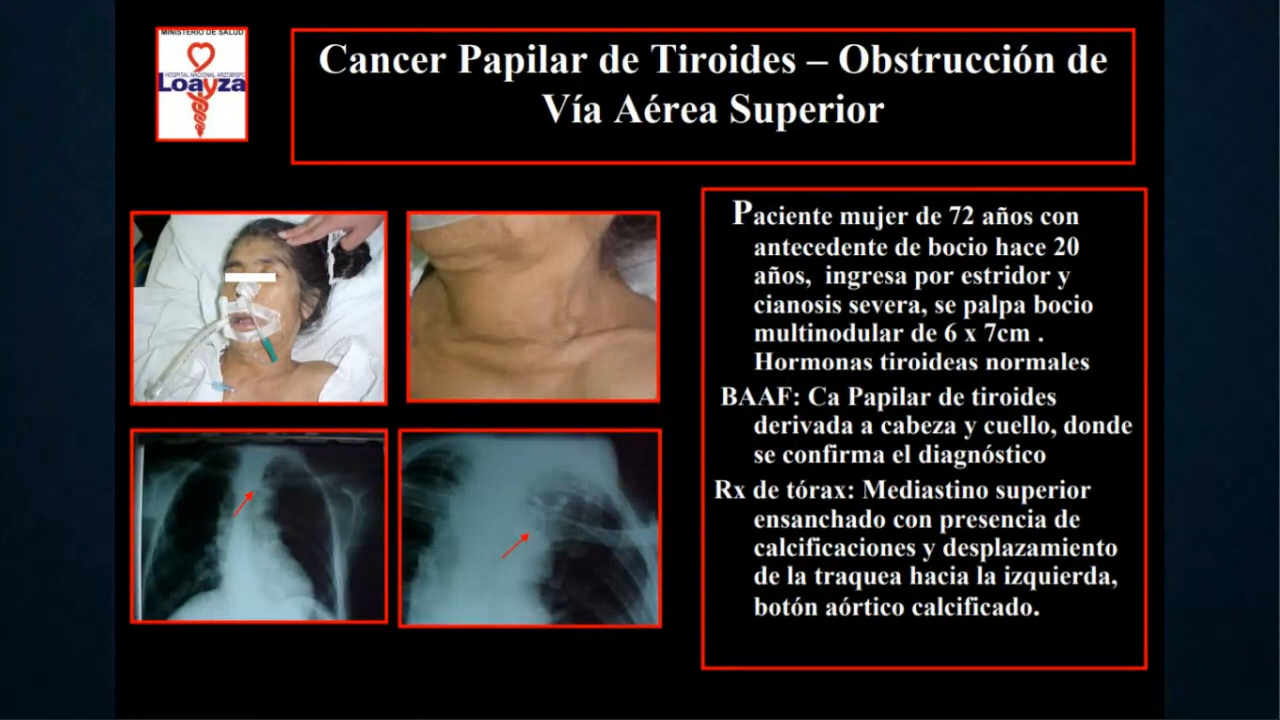 MINISTERIO DE SALUD
HOSPITAL NACIONAL ARZOBISPO
Loayza
Cancer Papilar de Tiroides – Obstrucción de
Vía Aérea Superior
Paciente mujer de 72 años con
antecedente de bocio hace 20
años, ingresa por estridor y
cianosis severa, se palpa bocio
multinodular de 6 x 7cm .
Hormonas tiroideas normales
BAAF: Ca Papilar de tiroides
derivada a cabeza y cuello, donde
se confirma el diagnóstico
Rx de tórax: Mediastino superior
ensanchado con presencia de
calcificaciones y desplazamiento
de la traquea hacia la izquierda,
botón aórtico calcificado.